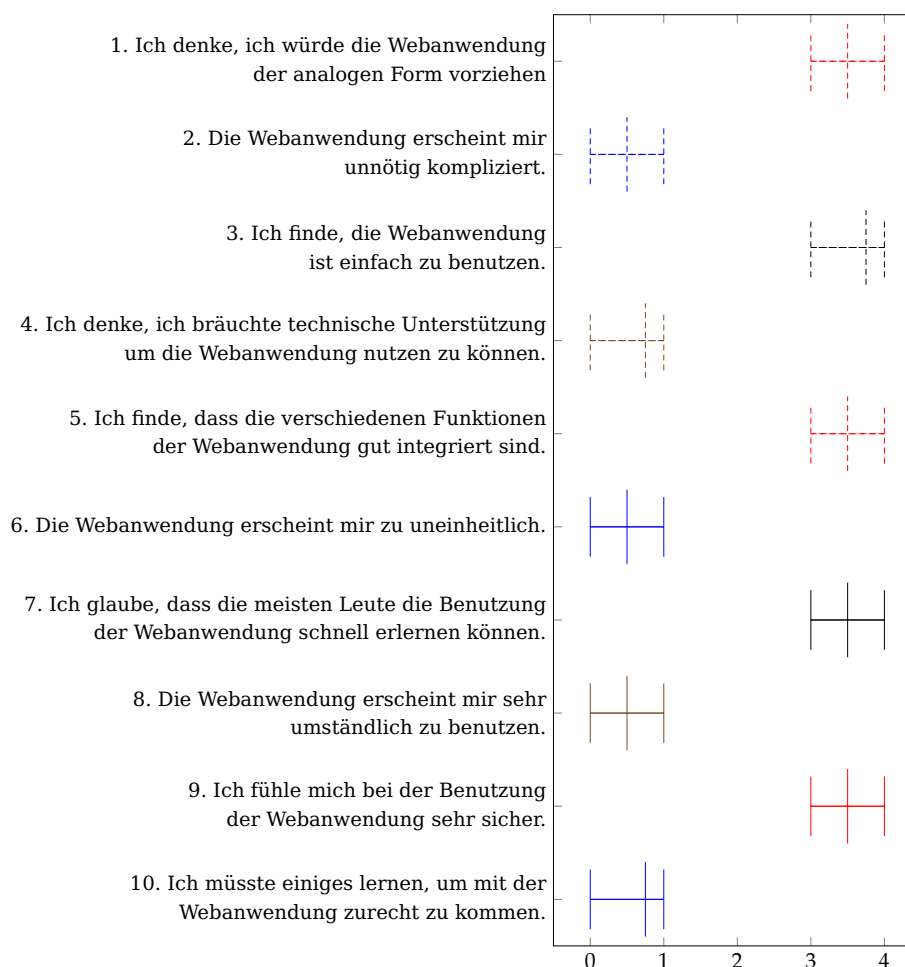 1. Ich denke, ich würde die Webanwendung
der analogen Form vorziehen
2. Die Webanwendung erscheint mir
unnötig kompliziert.
3. Ich finde, die Webanwendung
ist einfach zu benutzen.
4. Ich denke, ich bräuchte technische Unterstützung
um die Webanwendung nutzen zu können.
5. Ich finde, dass die verschiedenen Funktionen
der Webanwendung gut integriert sind.
6. Die Webanwendung erscheint mir zu uneinheitlich.
7. Ich glaube, dass die meisten Leute die Benutzung
der Webanwendung schnell erlernen können.
8. Die Webanwendung erscheint mir sehr
umständlich zu benutzen.
9. Ich fühle mich bei der Benutzung
der Webanwendung sehr sicher.
10. Ich müsste einiges lernen, um mit der
Webanwendung zurecht zu kommen.
0 1 2 3 4